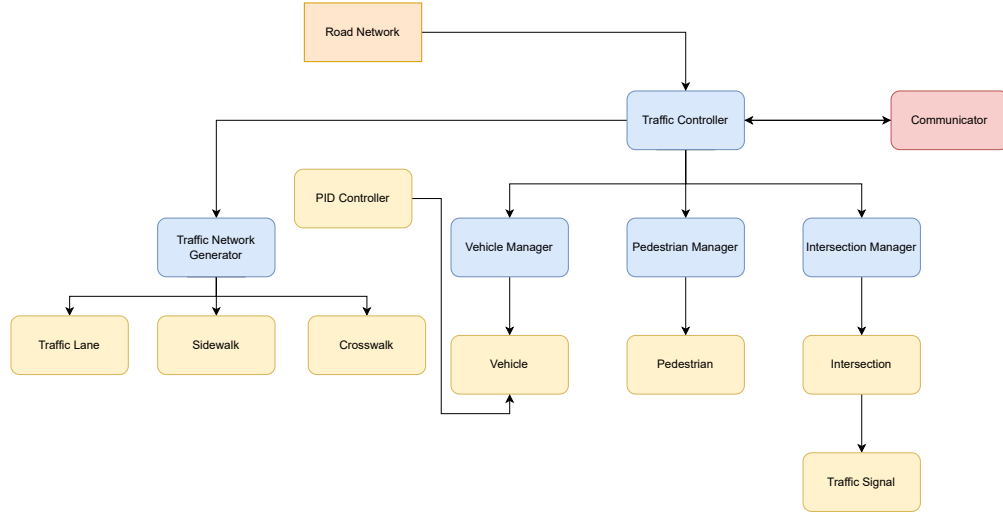 Road Network
Traffic Controller
Communicator
PID Controller
Traffic Network
Generator
Vehicle Manager
Pedestrian Manager
Intersection Manager
Traffic Lane
Sidewalk
Crosswalk
Vehicle
Pedestrian
Intersection
Traffic Signal